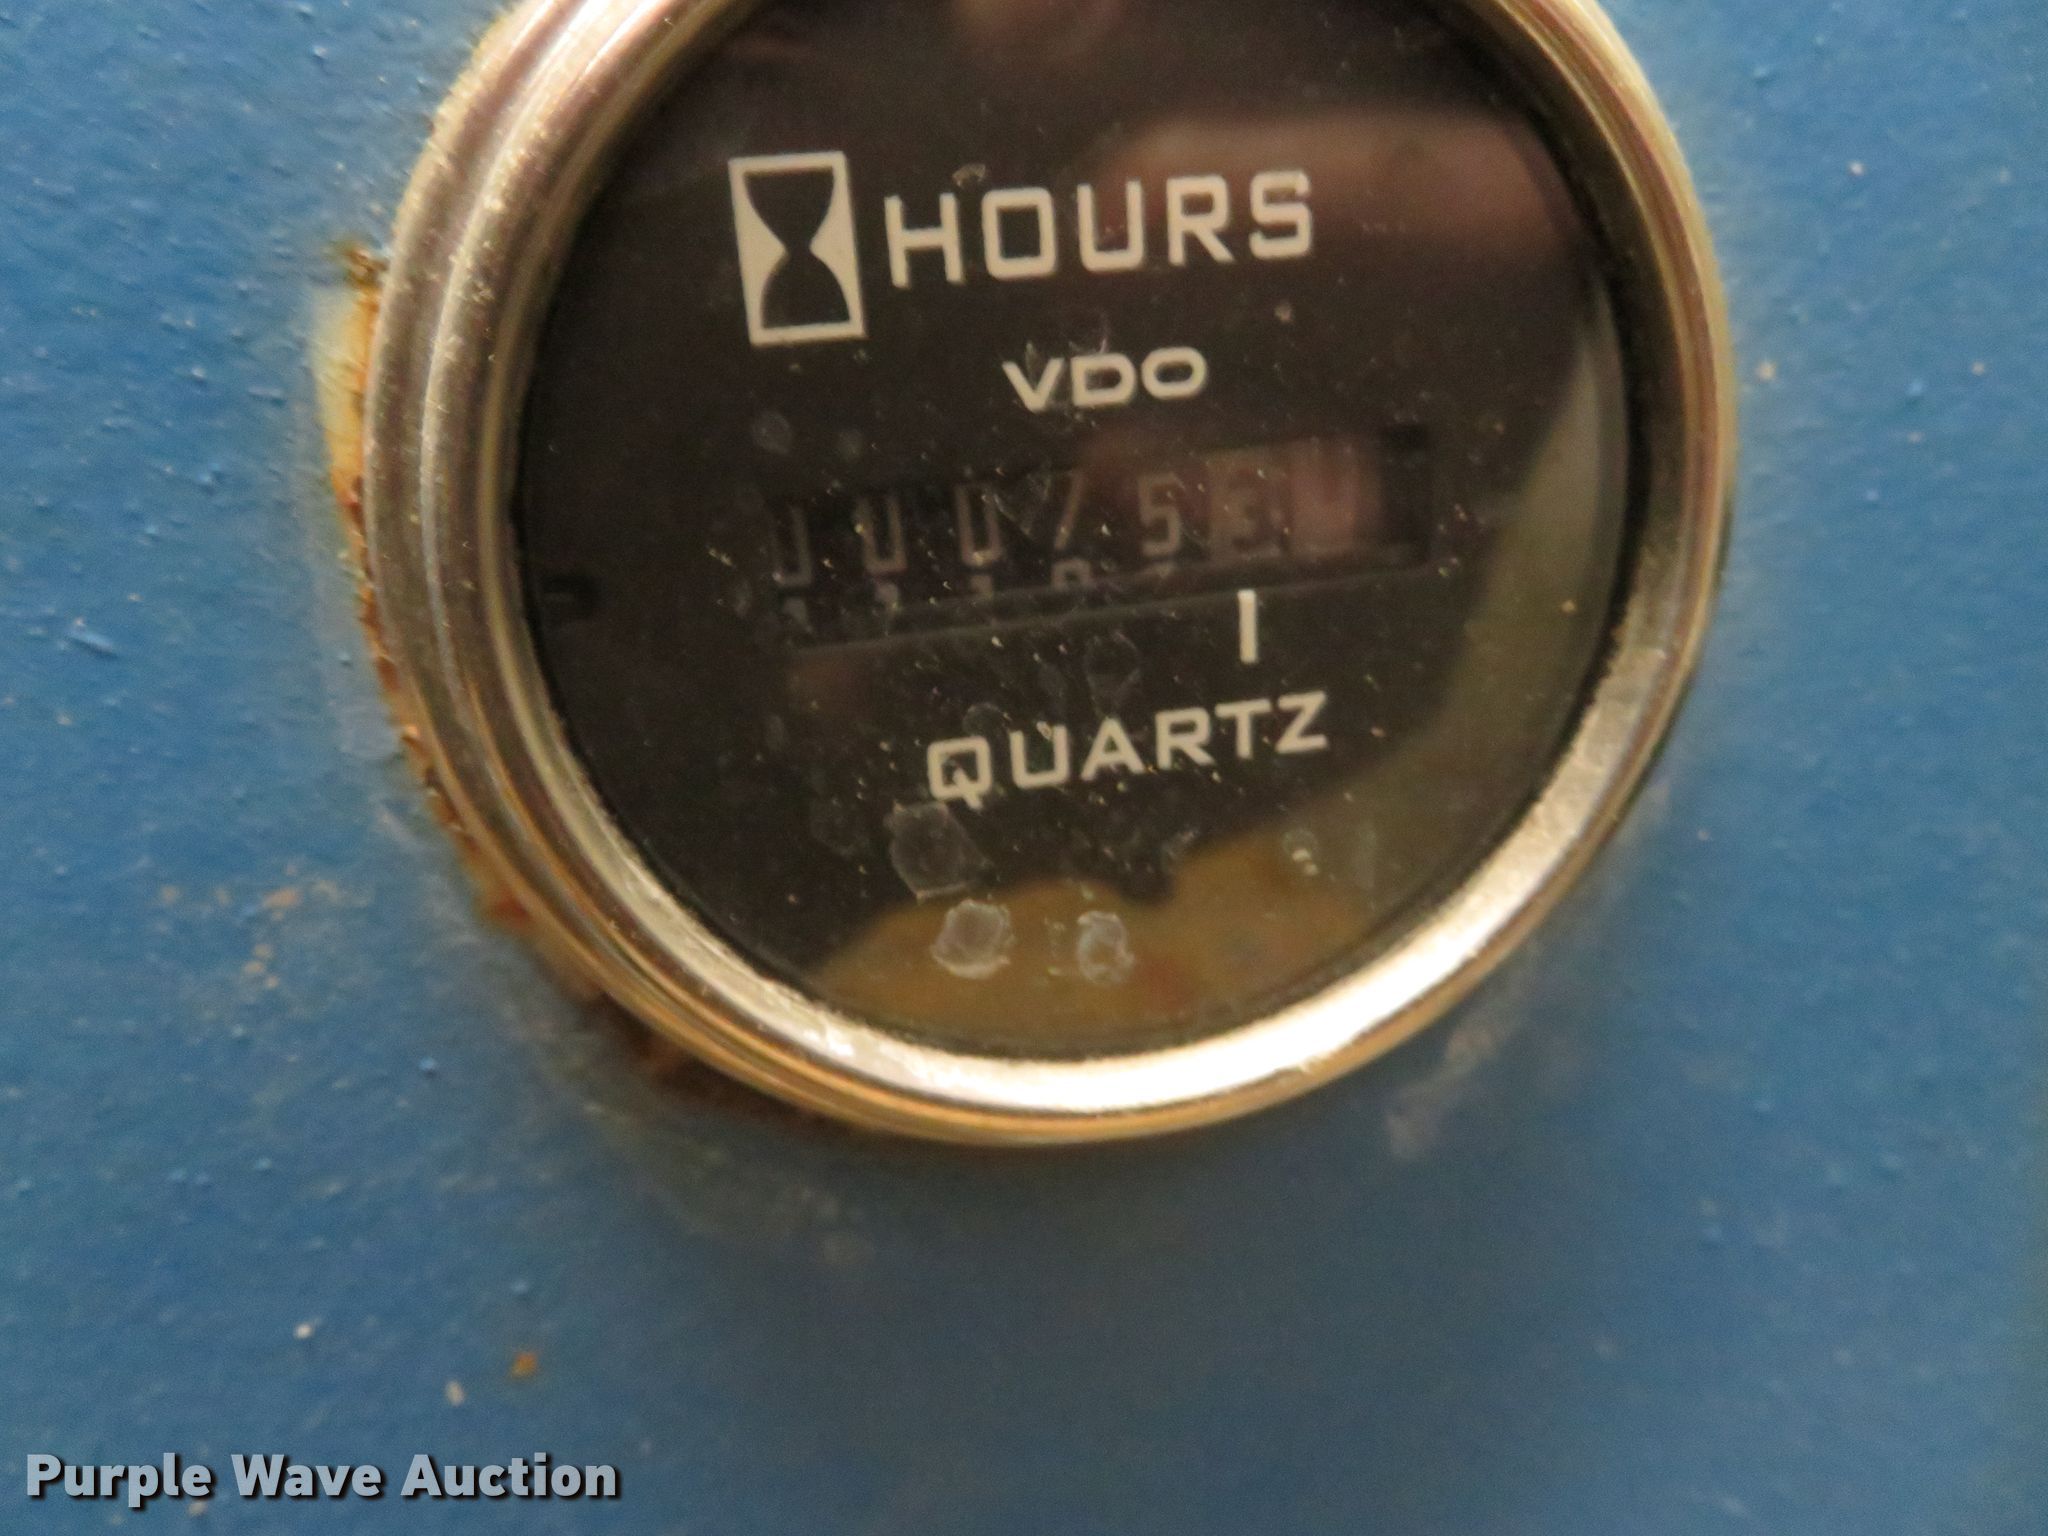 HOURS
VDO
QUARTZ
Purple Wave Auction